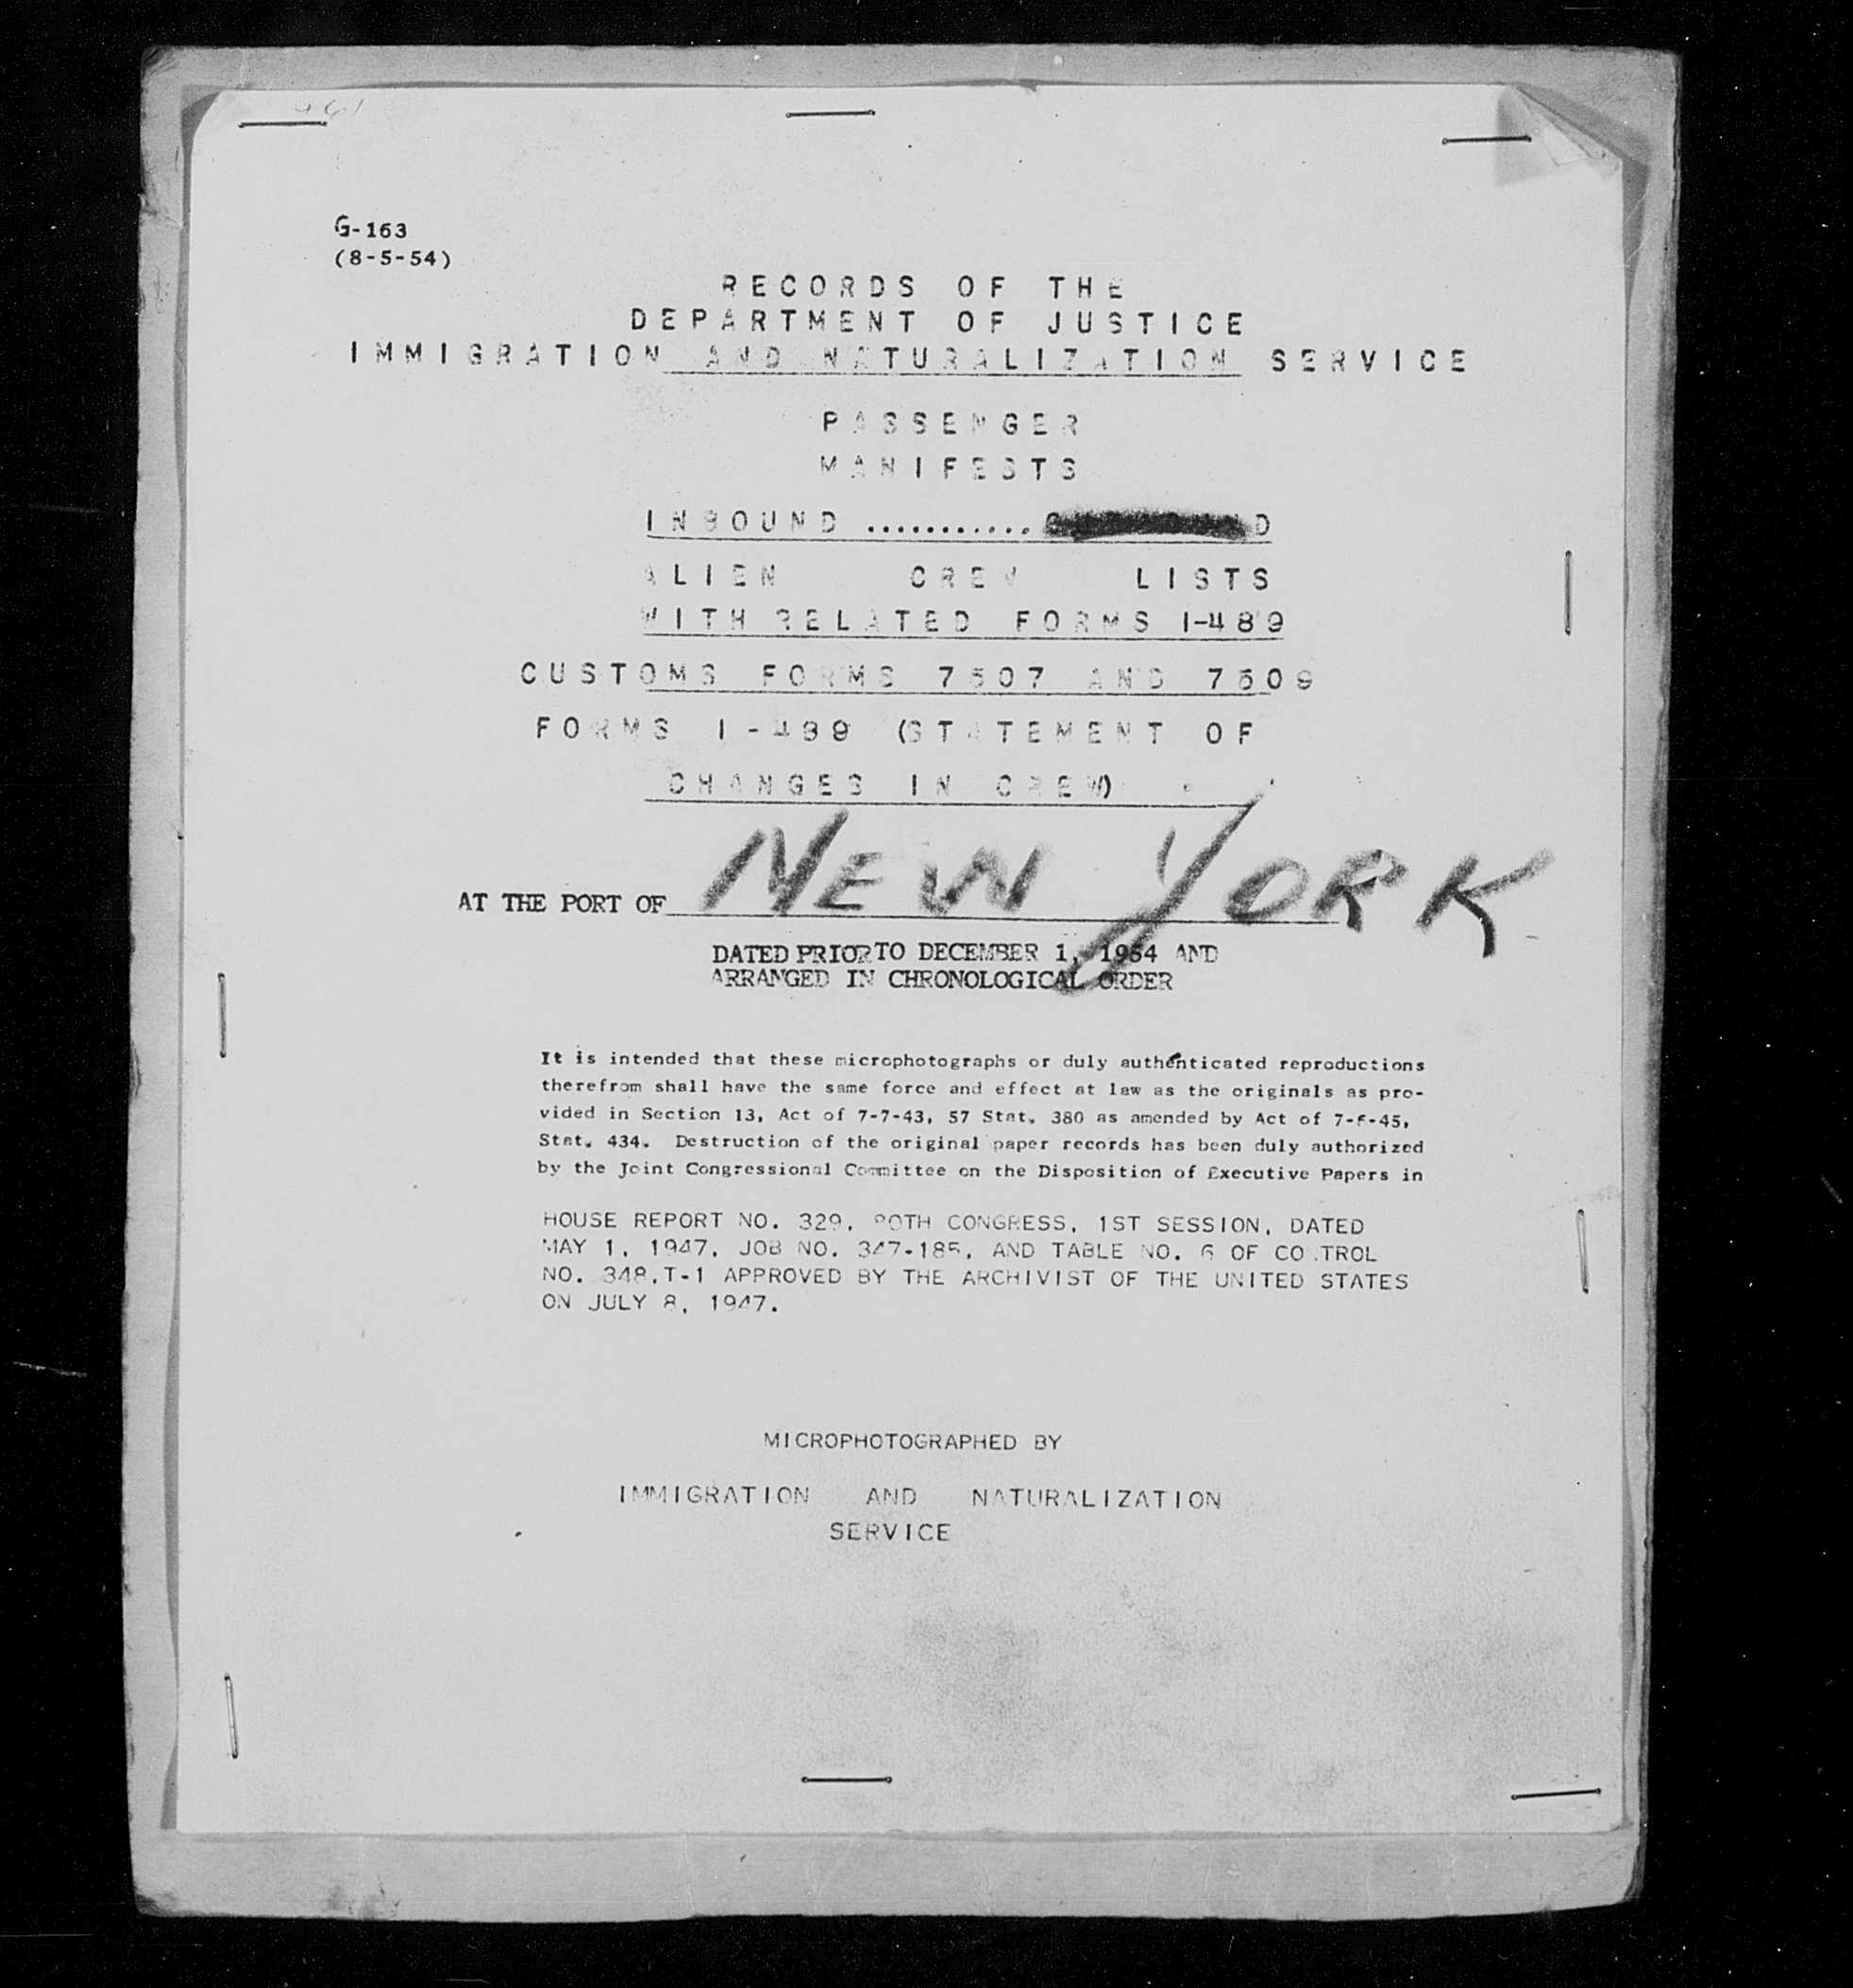 G-163
(8-5-54)
RECORDS OF THE
DEPARTMENT OF JUSTICE
IMMIGRATION AND NATURALIZATION SERVICE
PASSENGER
MANIFESTS
INBOUND ...........
ALIEN CREW LISTS
WITH RELATED FORMS I-489
CUSTOMS FORMS 7507 AND 7509
FORMS I-489 (STATEMENT OF
CHANGES IN CREW)
AT THE PORT OF NEW YORK
DATED PRIOR TO DECEMBER 1, 1954 AND
ARRANGED IN CHRONOLOGICAL ORDER
It is intended that these microphotographs or duly authenticated reproductions
therefrom shall have the same force and effect at law as the originals as pro-
vided in Section 13, Act of 7-7-43, 57 Stat. 380 as amended by Act of 7-6-45,
Stat. 434. Destruction of the original paper records has been duly authorized
by the Joint Congressional Committee on the Disposition of Executive Papers in
HOUSE REPORT NO. 329, 80TH CONGRESS, 1ST SESSION, DATED
MAY 1, 1947, JOB NO. 347-185, AND TABLE NO. 6 OF CO TROL
NO. 348.T-1 APPROVED BY THE ARCHIVIST OF THE UNITED STATES
ON JULY 8, 1947.
MICROPHOTOGRAPHED BY
IMMIGRATION AND NATURALIZATION
SERVICE